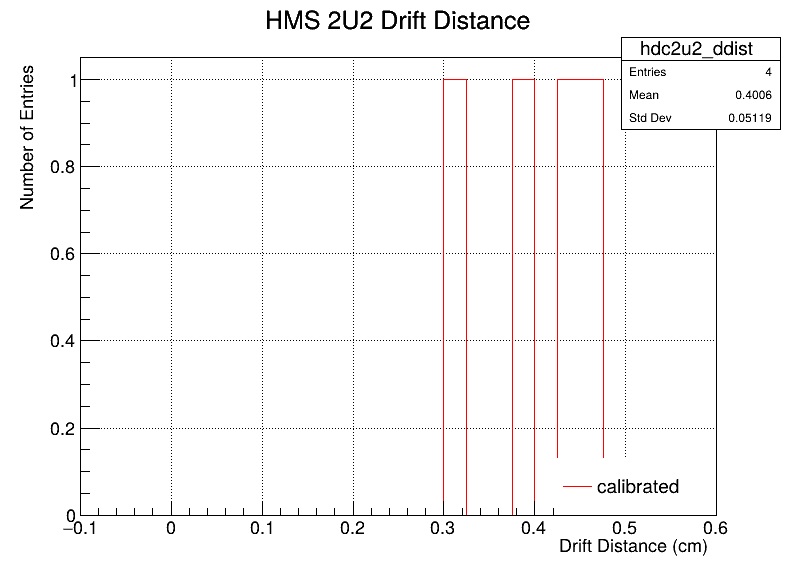 HMS 2U2 Drift Distance
hdc2u2_ddist
Entries 4
Mean 0.4006
Std Dev 0.05119
Number of Entries
1
0.8
0.6
0.4
0.2
0
−0.1 0 0.1 0.2 0.3 0.4 0.5 0.6
calibrated
Drift Distance (cm)